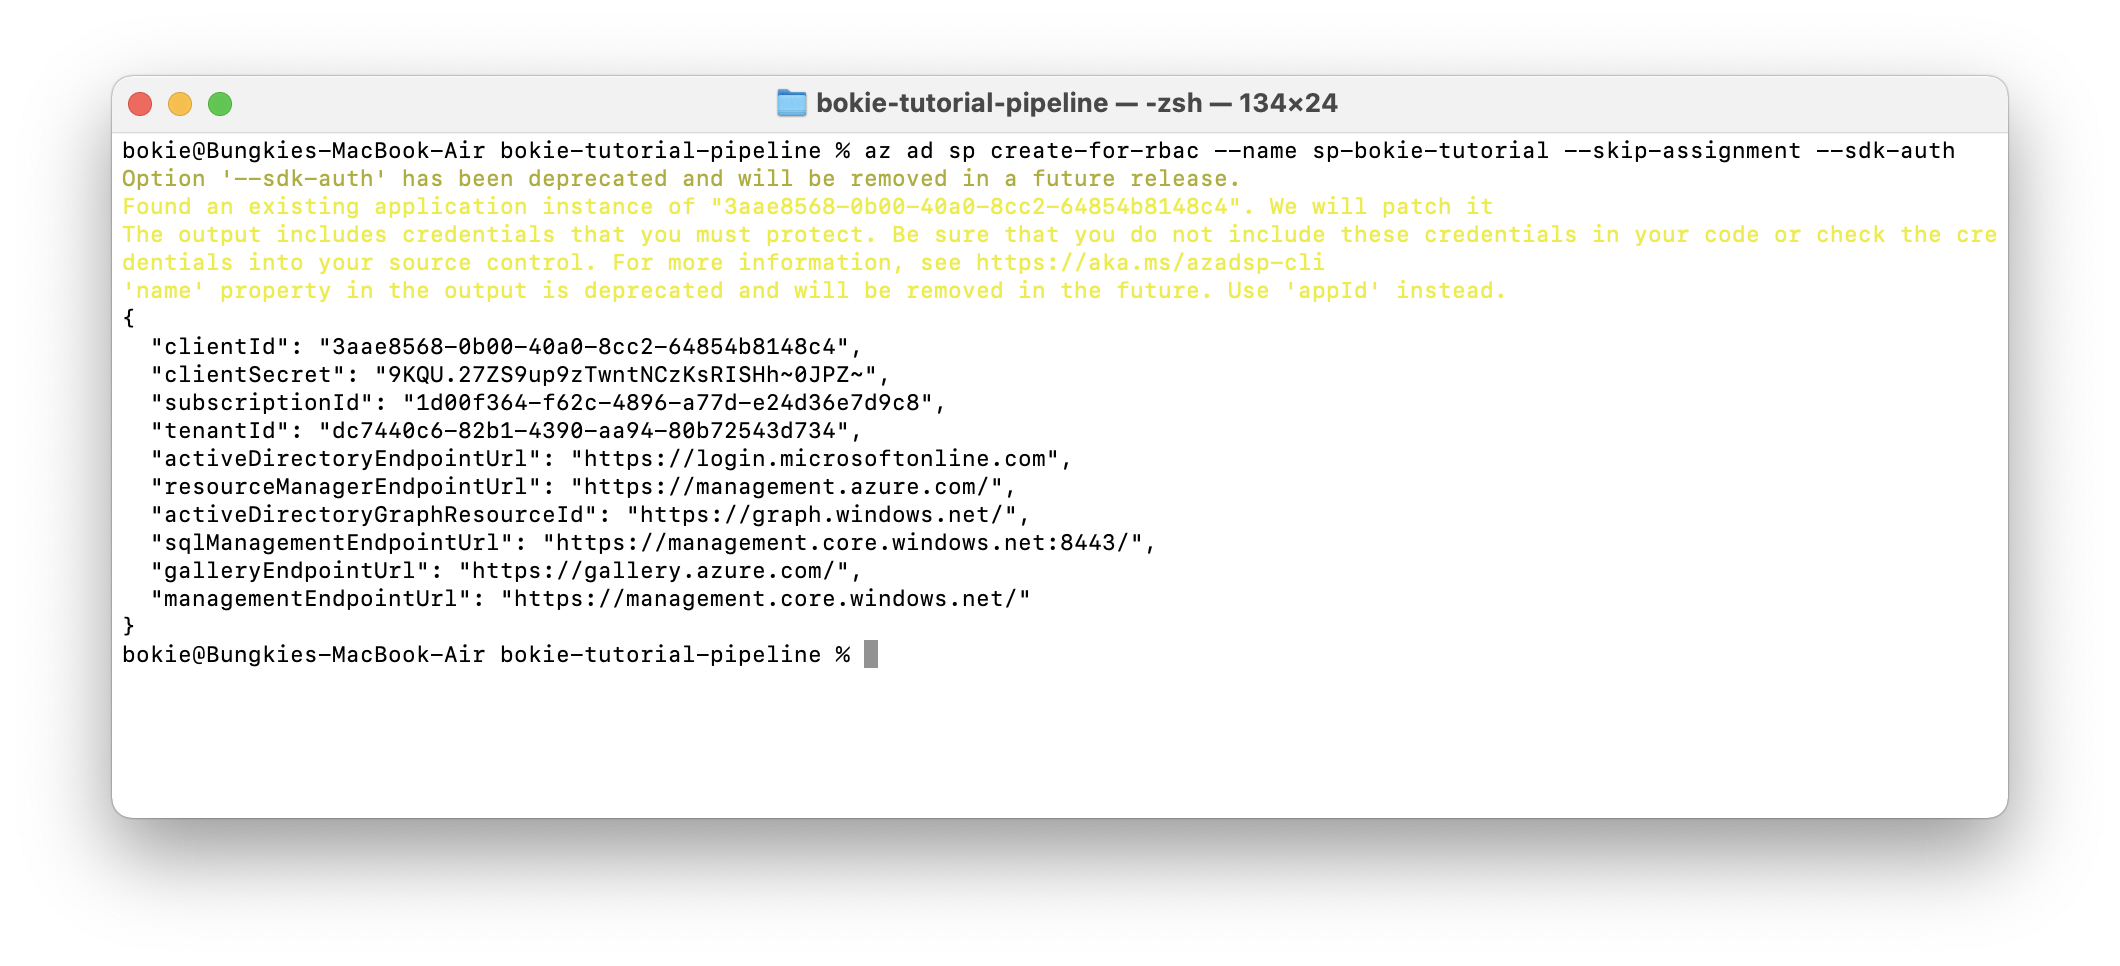 bokie-tutorial-pipeline — -zsh — 134×24
bokie@Bungkies-MacBook-Air bokie-tutorial-pipeline % az ad sp create-for-rbac --name sp-bokie-tutorial --skip-assignment --sdk-auth
Option '--sdk-auth' has been deprecated and will be removed in a future release.
Found an existing application instance of "3aae8568-0b00-40a0-8cc2-64854b8148c4". We will patch it
The output includes credentials that you must protect. Be sure that you do not include these credentials in your code or check the cre
dentials into your source control. For more information, see https://aka.ms/azadsp-cli
'name' property in the output is deprecated and will be removed in the future. Use 'appId' instead.
{
  "clientId": "3aae8568-0b00-40a0-8cc2-64854b8148c4",
  "clientSecret": "9KQU.27ZS9up9zTwntNCzKsRISHh~0JPZ~",
  "subscriptionId": "1d00f364-f62c-4896-a77d-e24d36e7d9c8",
  "tenantId": "dc7440c6-82b1-4390-aa94-80b72543d734",
  "activeDirectoryEndpointUrl": "https://login.microsoftonline.com",
  "resourceManagerEndpointUrl": "https://management.azure.com/",
  "activeDirectoryGraphResourceId": "https://graph.windows.net/",
  "sqlManagementEndpointUrl": "https://management.core.windows.net:8443/",
  "galleryEndpointUrl": "https://gallery.azure.com/",
  "managementEndpointUrl": "https://management.core.windows.net/"
}
bokie@Bungkies-MacBook-Air bokie-tutorial-pipeline %